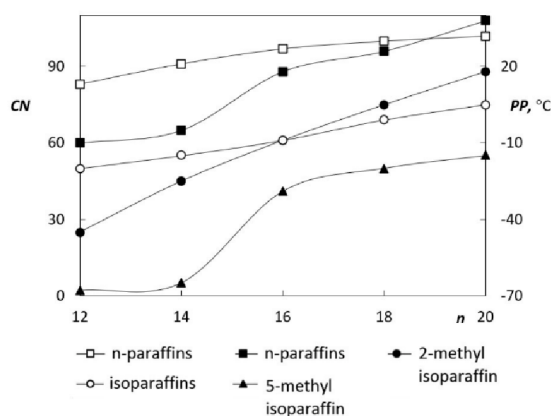 90
20
CN
PP, °C
60
-10
30
-40
0
-70
12
14
16
18
n
20
n-paraffins
n-paraffins
2-methyl
isoparaffin
isoparaffins
5-methyl
isoparaffin